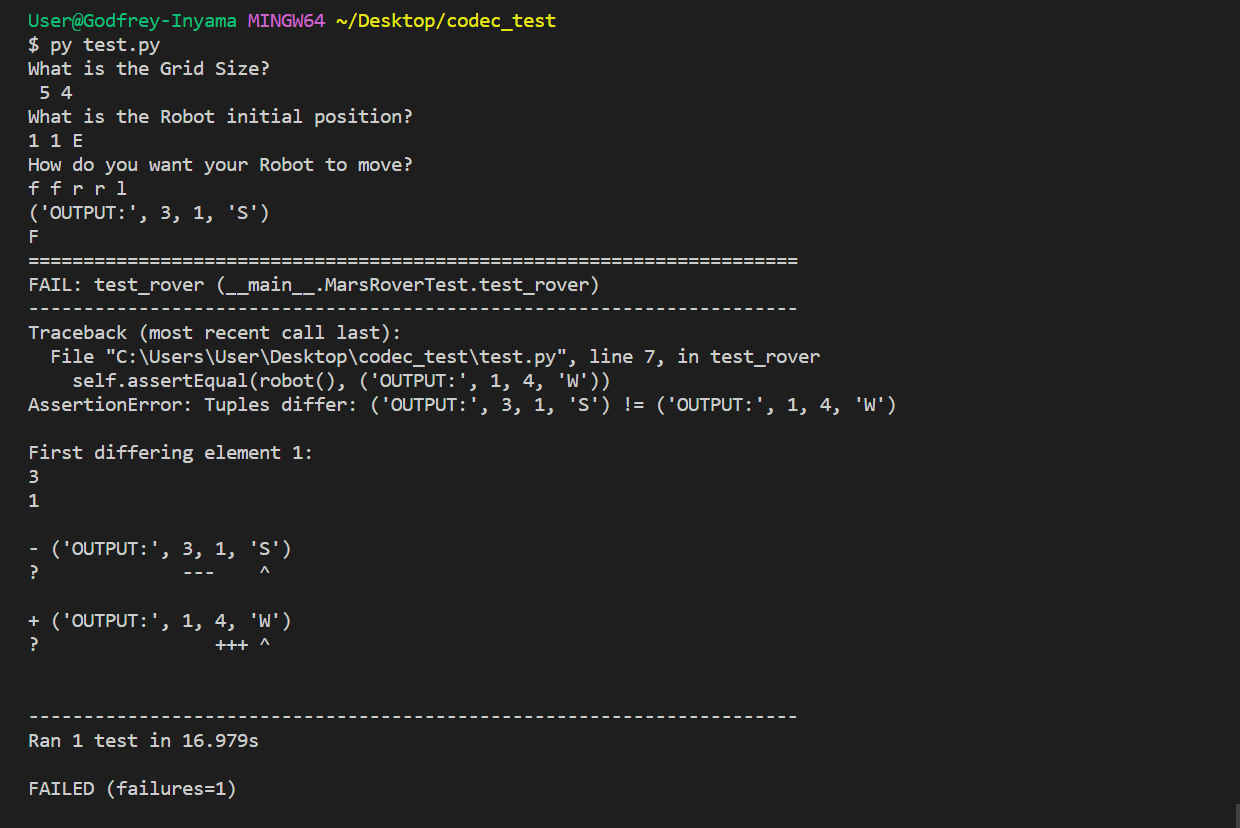 User@Godfrey-Inyama MINGW64 ~/Desktop/codec_test
$ py test.py
What is the Grid Size?
 5 4
What is the Robot initial position?
1 1 E
How do you want your Robot to move?
f f r r l
('OUTPUT:', 3, 1, 'S')
F
======================================================================
FAIL: test_rover (__main__.MarsRoverTest.test_rover)
----------------------------------------------------------------------
Traceback (most recent call last):
  File "C:\Users\User\Desktop\codec_test\test.py", line 7, in test_rover
    self.assertEqual(robot(), ('OUTPUT:', 1, 4, 'W'))
AssertionError: Tuples differ: ('OUTPUT:', 3, 1, 'S') != ('OUTPUT:', 1, 4, 'W')

First differing element 1:
3
1

- ('OUTPUT:', 3, 1, 'S')
?             ---    ^

+ ('OUTPUT:', 1, 4, 'W')
?                +++ ^


----------------------------------------------------------------------
Ran 1 test in 16.979s

FAILED (failures=1)